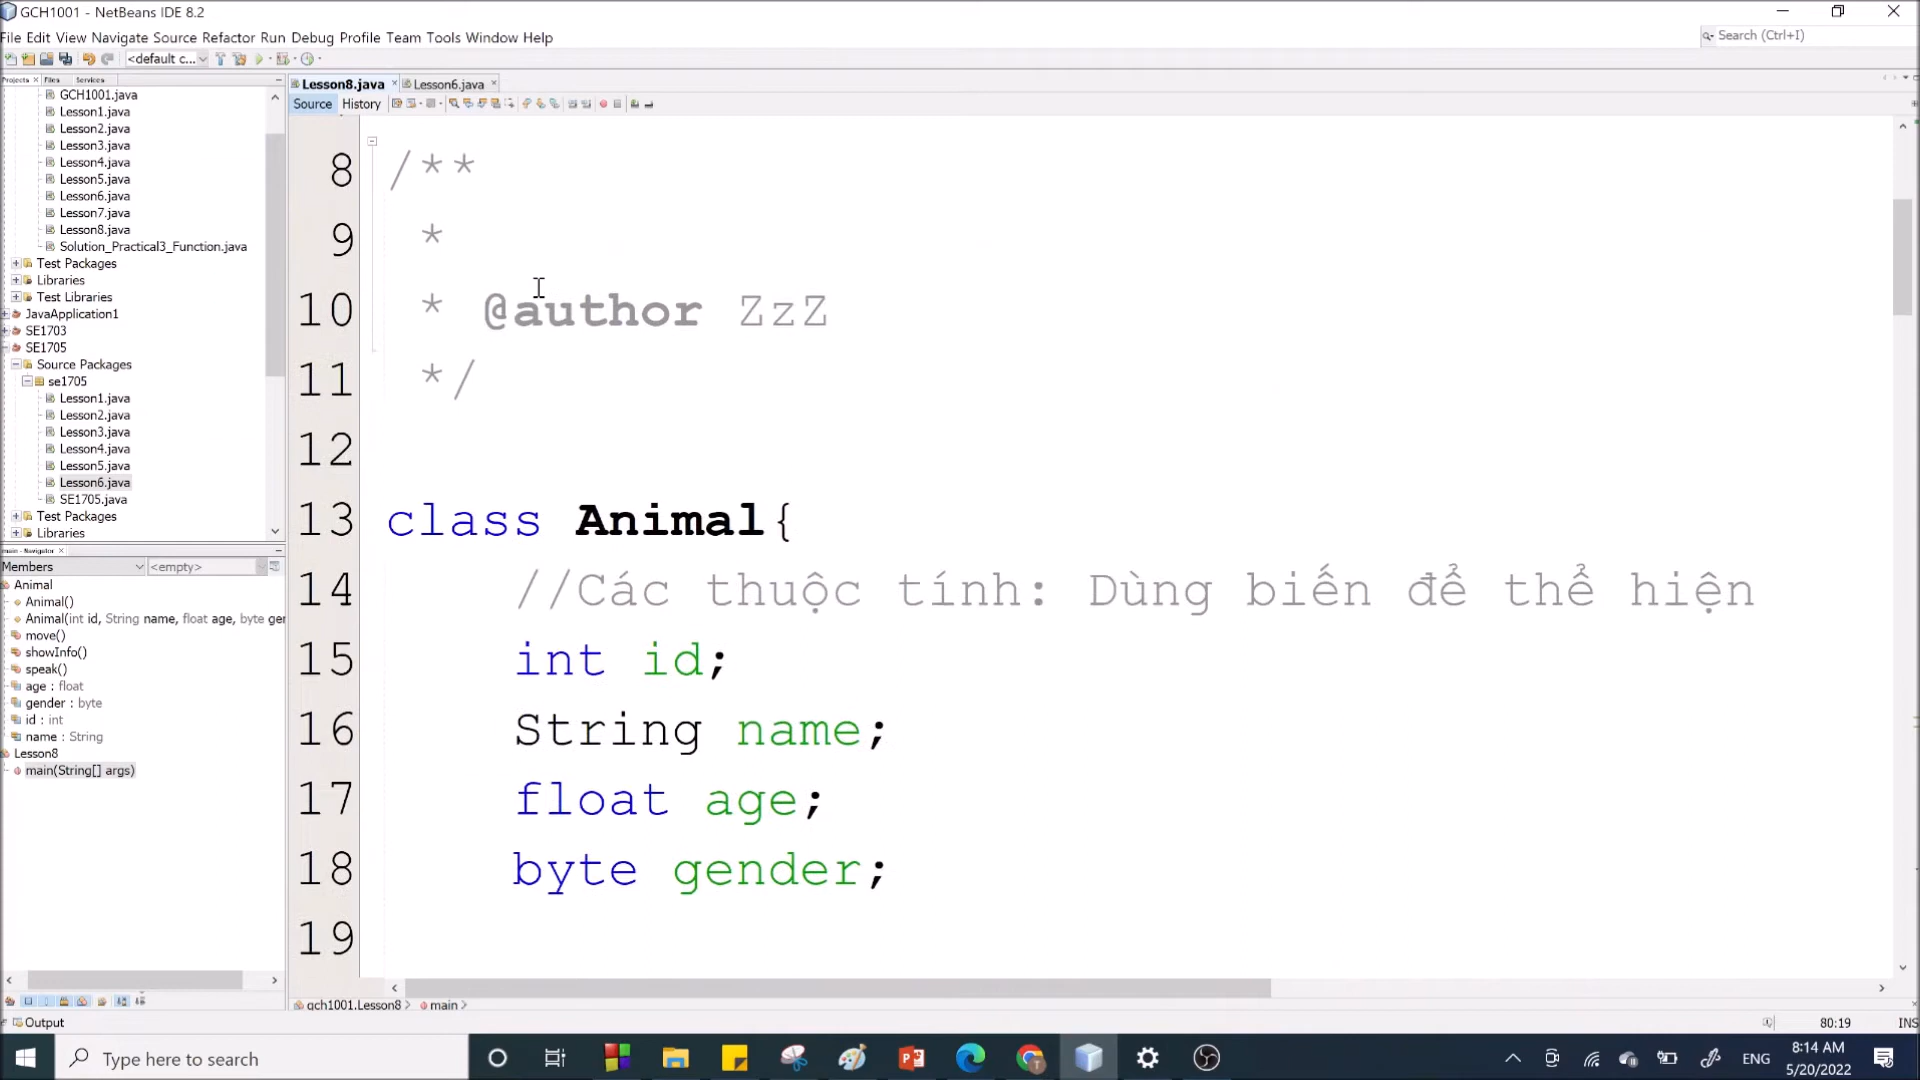 GCH1001 - NetBeans IDE 8.2
File Edit View Navigate Source Refactor Run Debug Profile Team Tools Window Help
Search (Ctrl+I)
<default c...
Projects Files Services
GCH1001.java
Lesson1.java
Lesson2.java
Lesson3.java
Lesson4.java
Lesson5.java
Lesson6.java
Lesson7.java
Lesson8.java
Solution_Practical3_Function.java
Test Packages
Libraries
Test Libraries
JavaApplication1
SE1703
SE1705
Source Packages
se1705
Lesson1.java
Lesson2.java
Lesson3.java
Lesson4.java
Lesson5.java
Lesson6.java
SE1705.java
Test Packages
Libraries
main - Navigator
Members <empty>
Animal
Animal()
Animal(int id, String name, float age, byte gen
move()
showInfo()
speak()
age : float
gender : byte
id : int
name : String
Lesson8
main(String[] args)
Lesson8.java Lesson6.java
Source History
8 /**
9 *
10 * @author ZzZ
11 */
12
13 class Animal{
14 //Các thuộc tính: Dùng biến để thể hiện
15 int id;
16 String name;
17 float age;
18 byte gender;
19
gch1001.Lesson8 > main >
Output
80:19 INS
Type here to search
ENG
8:14 AM
5/20/2022